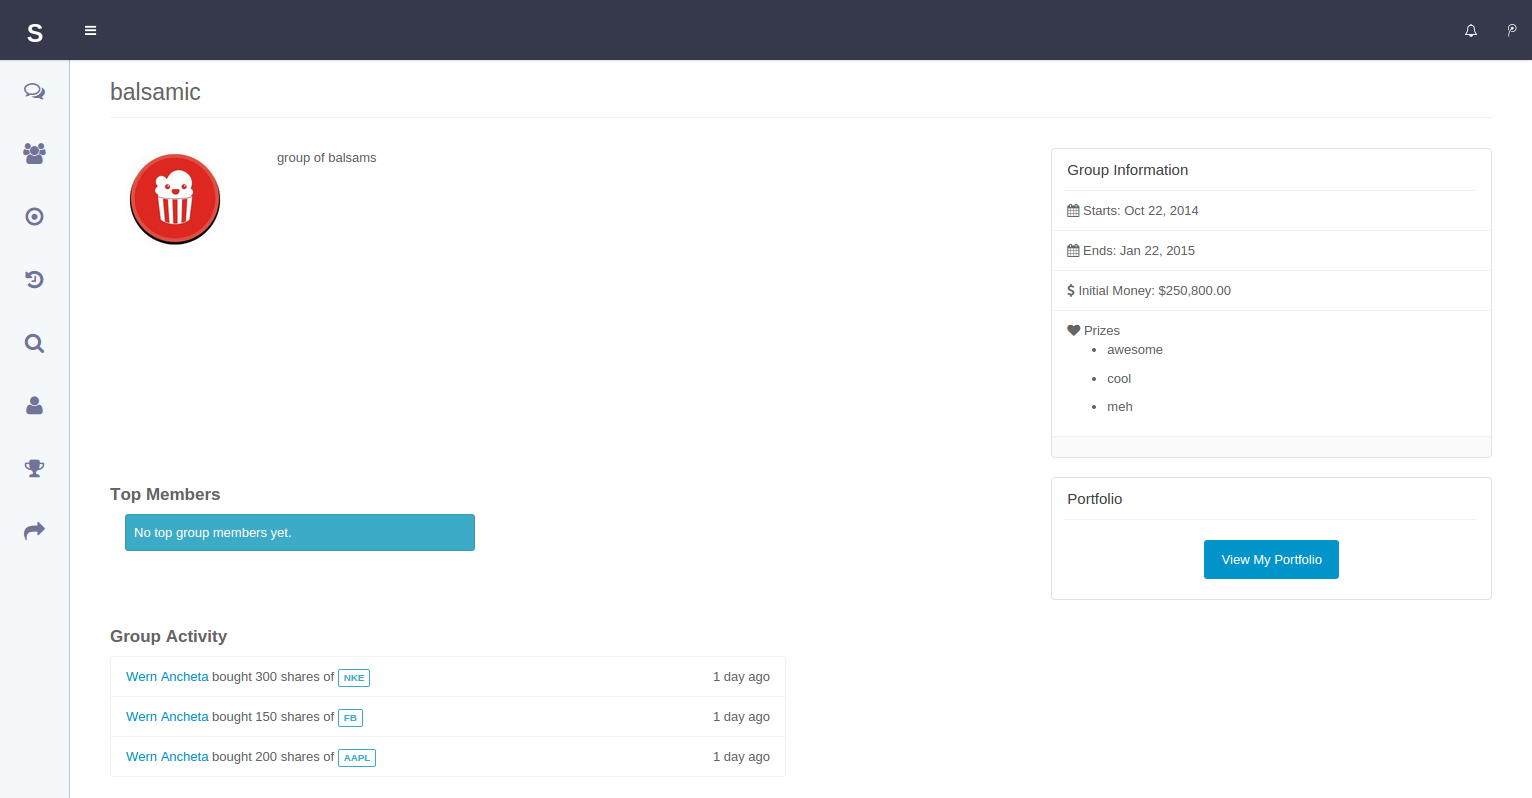 S
balsamic
group of balsams
Group Information
Starts: Oct 22, 2014
Ends: Jan 22, 2015
$ Initial Money: $250,800.00
Prizes
• awesome
• cool
• meh
Top Members
No top group members yet.
Portfolio
View My Portfolio
Group Activity
Wern Ancheta bought 300 shares of NKE 1 day ago
Wern Ancheta bought 150 shares of FB 1 day ago
Wern Ancheta bought 200 shares of AAPL 1 day ago